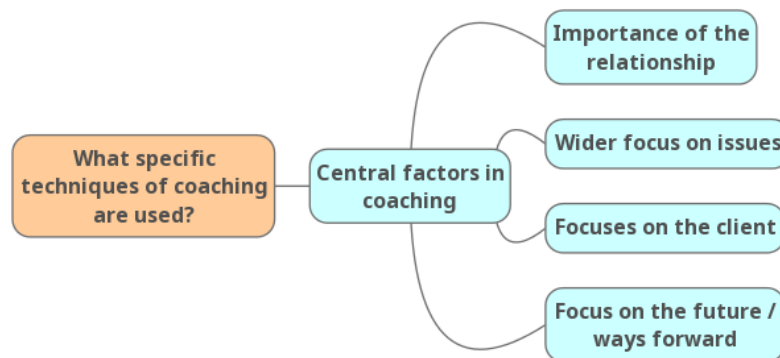 What specific
techniques of coaching
are used?
Central factors in
coaching
Importance of the
relationship
Wider focus on issues
Focuses on the client
Focus on the future /
ways forward